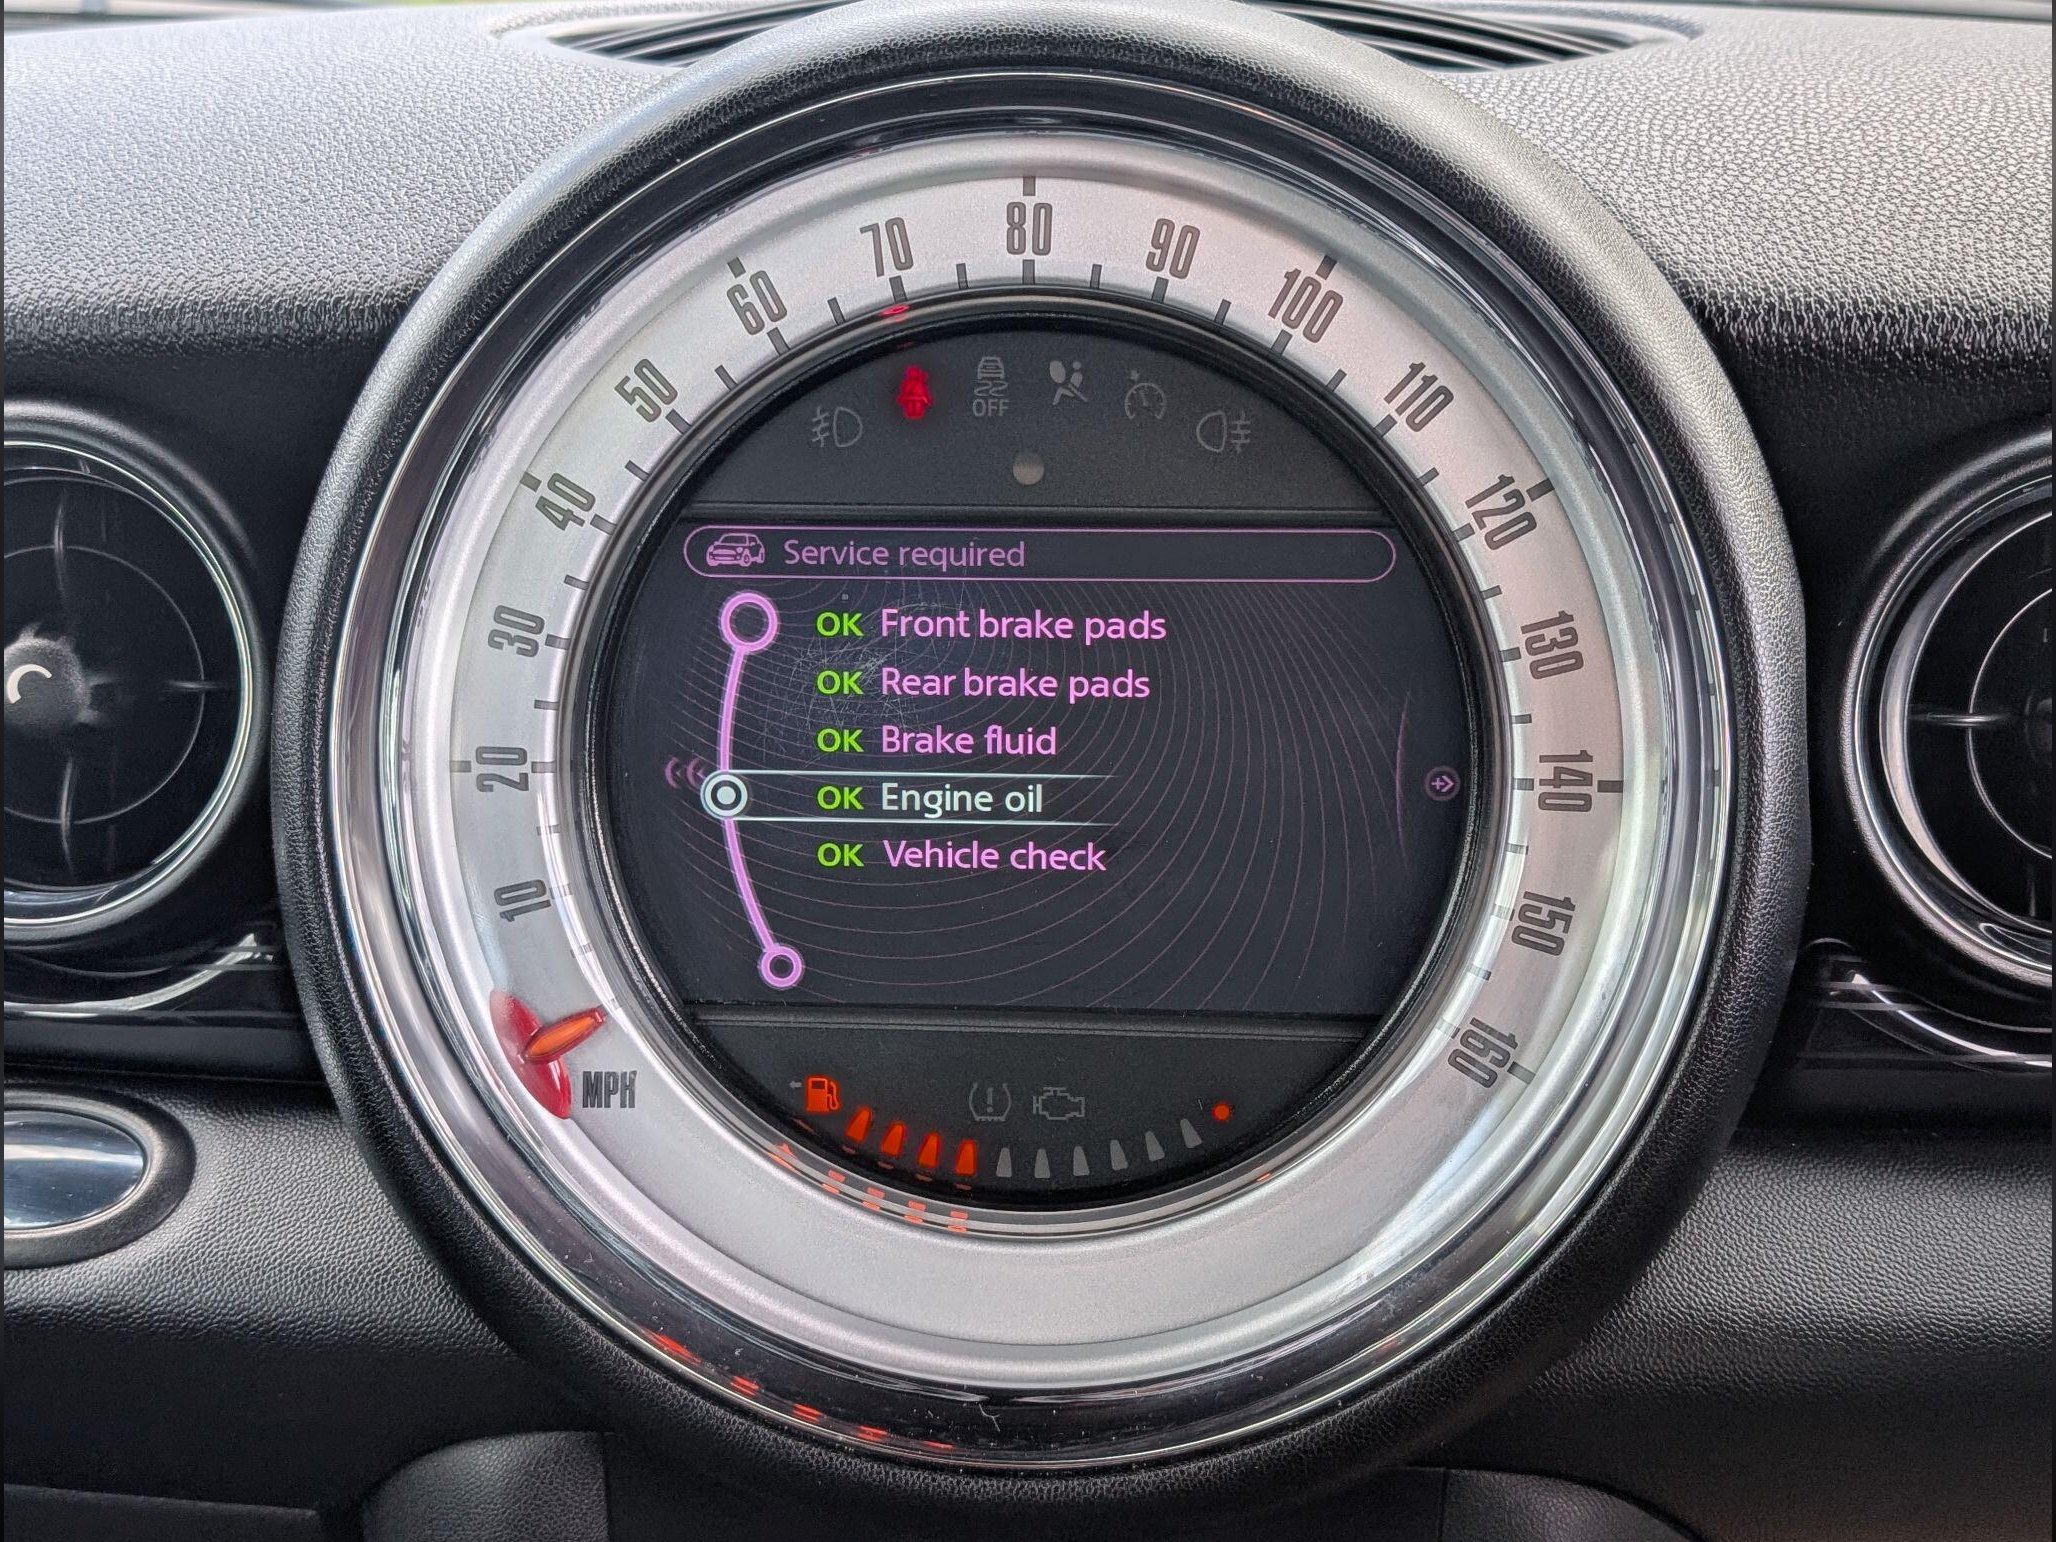 10
20
30
40
50
60
70
80
90
100
110
120
130
140
150
160
MPH
OFF
Service required
OK Front brake pads
OK Rear brake pads
OK Brake fluid
OK Engine oil
OK Vehicle check